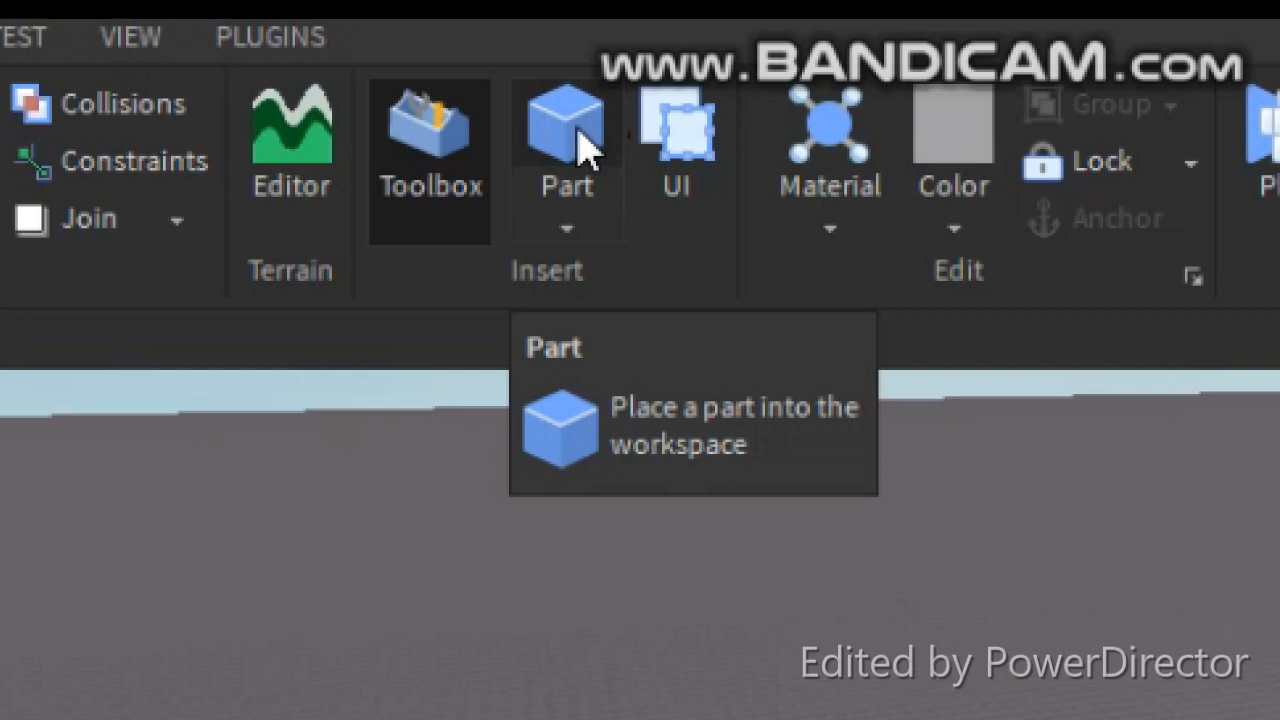 TEST VIEW PLUGINS
www.BANDICAM.com
Collisions
Constraints
Join
Editor
Terrain
Toolbox
Part
UI
Insert
Material
Color
Group
Lock
Anchor
Edit
Part
Place a part into the
workspace
Edited by PowerDirector